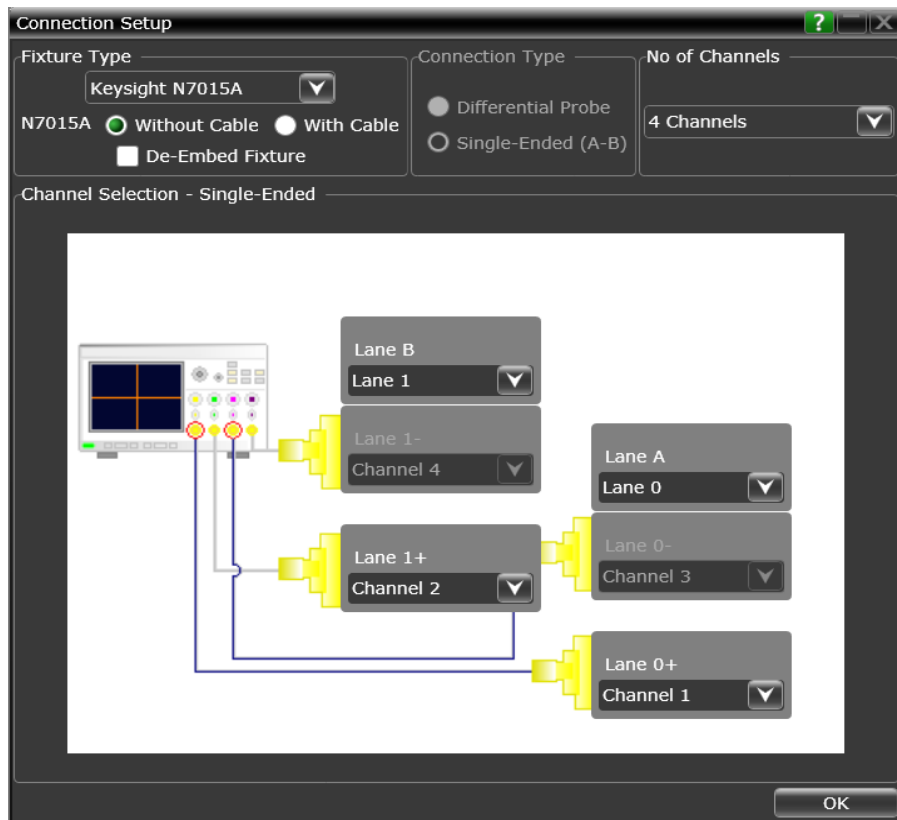 Connection Setup
?
Fixture Type
Keysight N7015A
N7015A Without Cable With Cable
De-Embed Fixture
Connection Type
Differential Probe
Single-Ended (A-B)
No of Channels
4 Channels
Channel Selection - Single-Ended
Lane B
Lane 1
Lane 1-
Channel 4
Lane A
Lane 0
Lane 0-
Channel 3
Lane 1+
Channel 2
Lane 0+
Channel 1
OK